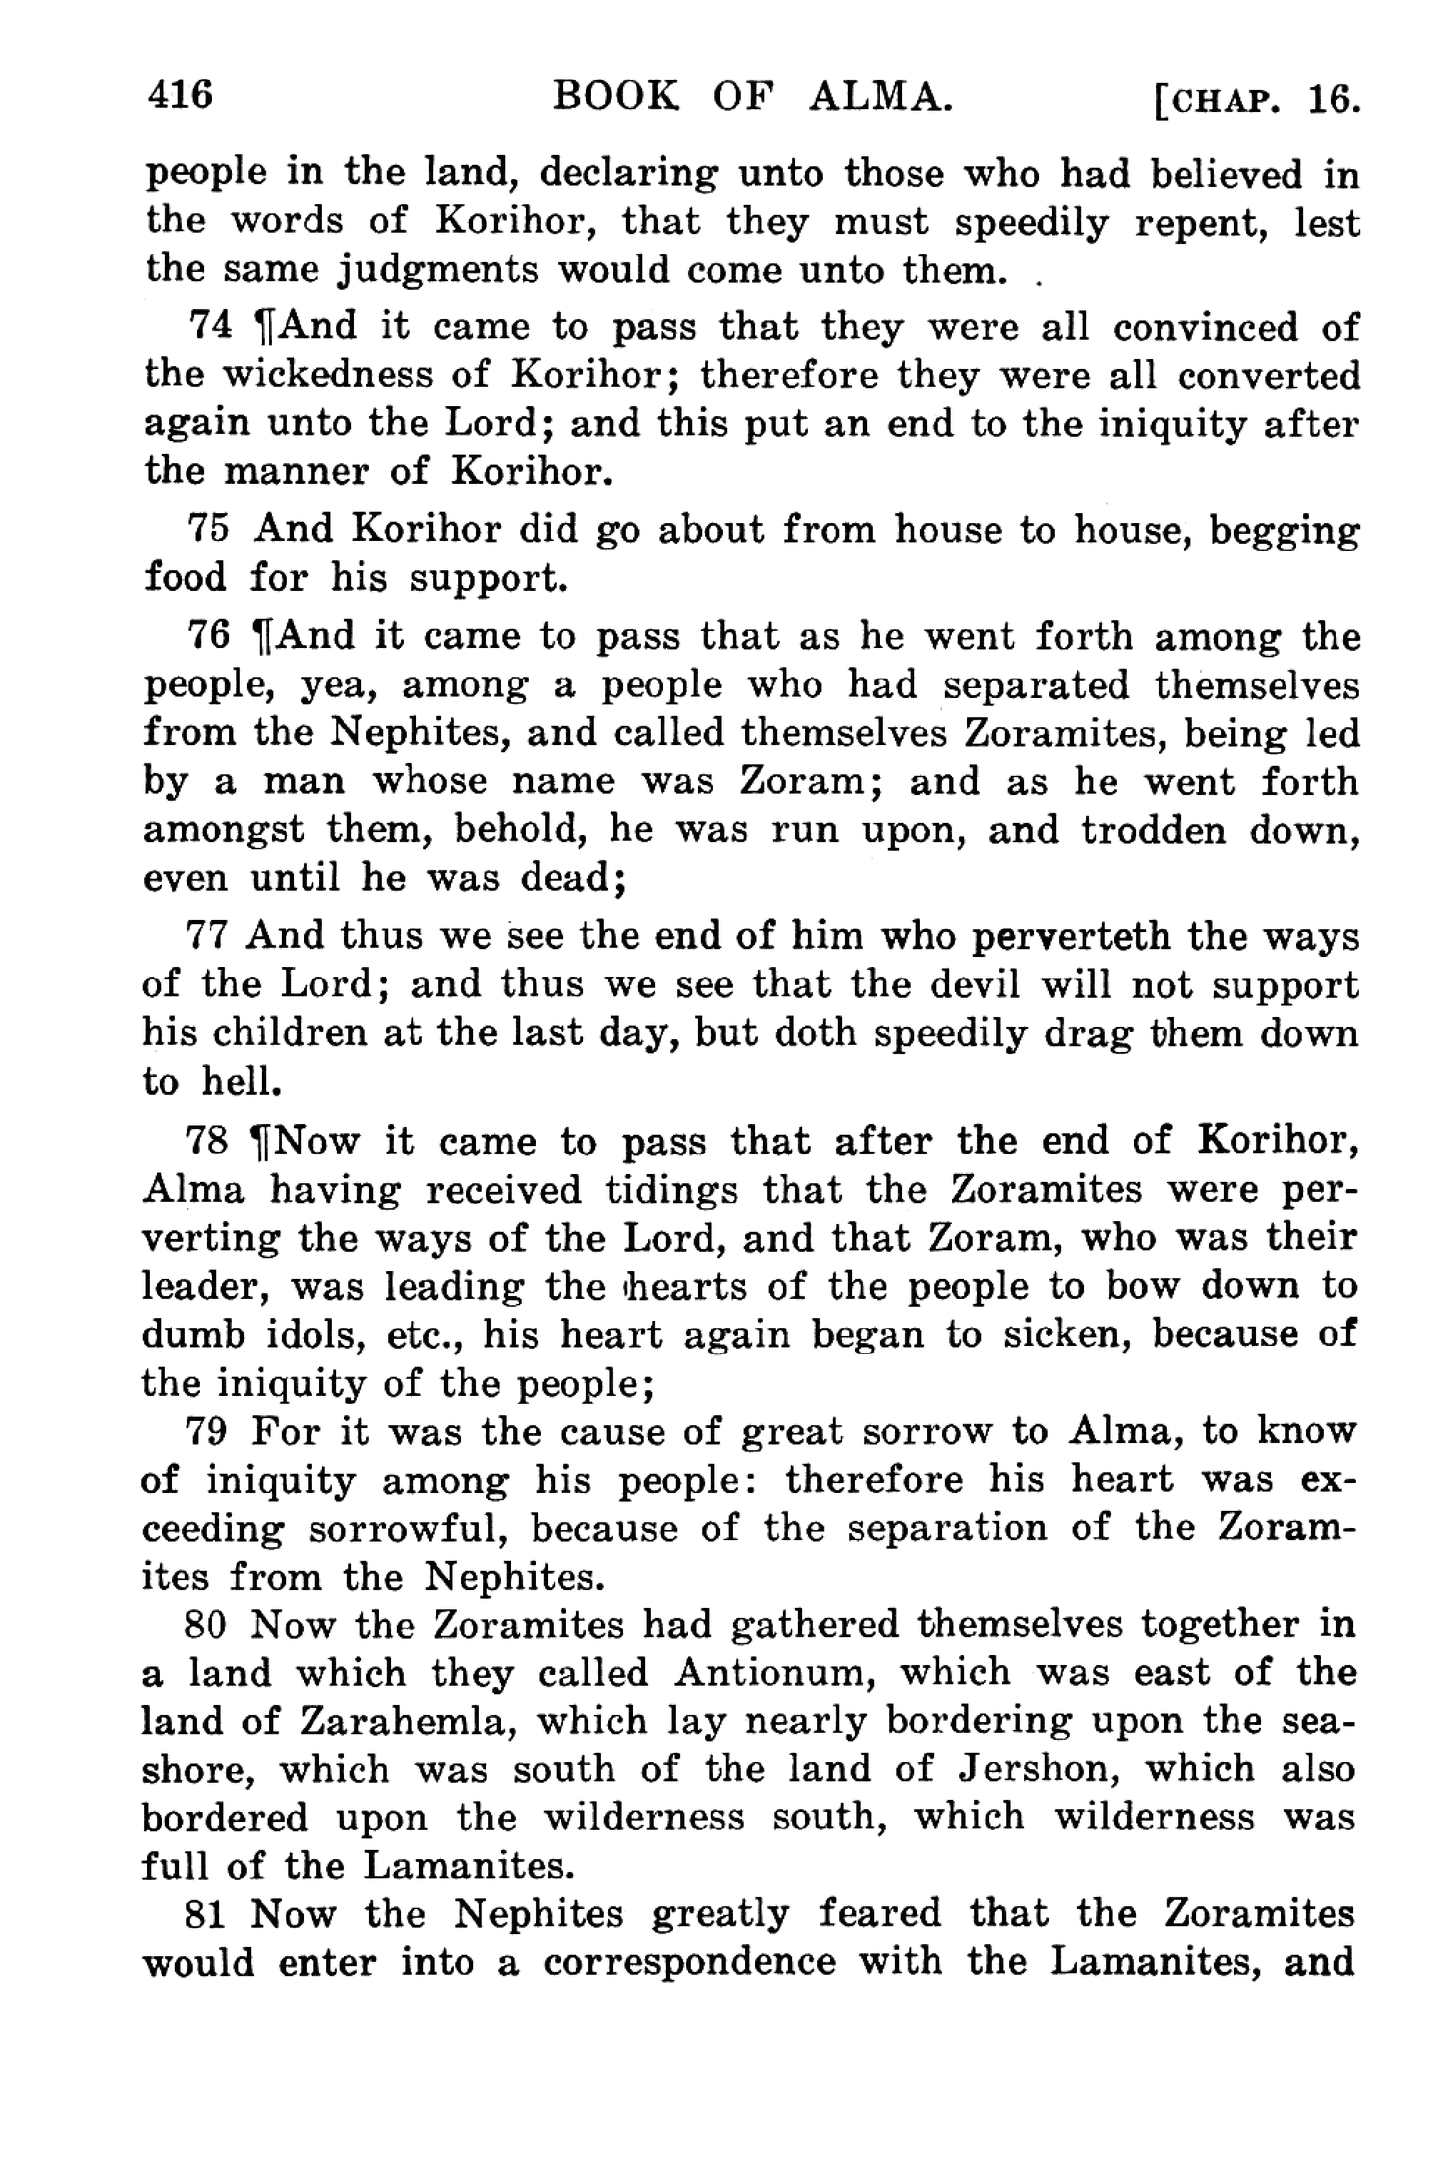 416 BOOK OF ALMA. [CHAP. 16.
people in the land, declaring unto those who had believed in
the words of Korihor, that they must speedily repent, lest
the same judgments would come unto them.
74 ¶And it came to pass that they were all convinced of
the wickedness of Korihor; therefore they were all converted
again unto the Lord; and this put an end to the iniquity after
the manner of Korihor.
75 And Korihor did go about from house to house, begging
food for his support.
76 ¶And it came to pass that as he went forth among the
people, yea, among a people who had separated themselves
from the Nephites, and called themselves Zoramites, being led
by a man whose name was Zoram; and as he went forth
amongst them, behold, he was run upon, and trodden down,
even until he was dead;
77 And thus we see the end of him who perverteth the ways
of the Lord; and thus we see that the devil will not support
his children at the last day, but doth speedily drag them down
to hell.
78 ¶Now it came to pass that after the end of Korihor,
Alma having received tidings that the Zoramites were per-
verting the ways of the Lord, and that Zoram, who was their
leader, was leading the hearts of the people to bow down to
dumb idols, etc., his heart again began to sicken, because of
the iniquity of the people;
79 For it was the cause of great sorrow to Alma, to know
of iniquity among his people: therefore his heart was ex-
ceeding sorrowful, because of the separation of the Zoram-
ites from the Nephites.
80 Now the Zoramites had gathered themselves together in
a land which they called Antionum, which was east of the
land of Zarahemla, which lay nearly bordering upon the sea-
shore, which was south of the land of Jershon, which also
bordered upon the wilderness south, which wilderness was
full of the Lamanites.
81 Now the Nephites greatly feared that the Zoramites
would enter into a correspondence with the Lamanites, and